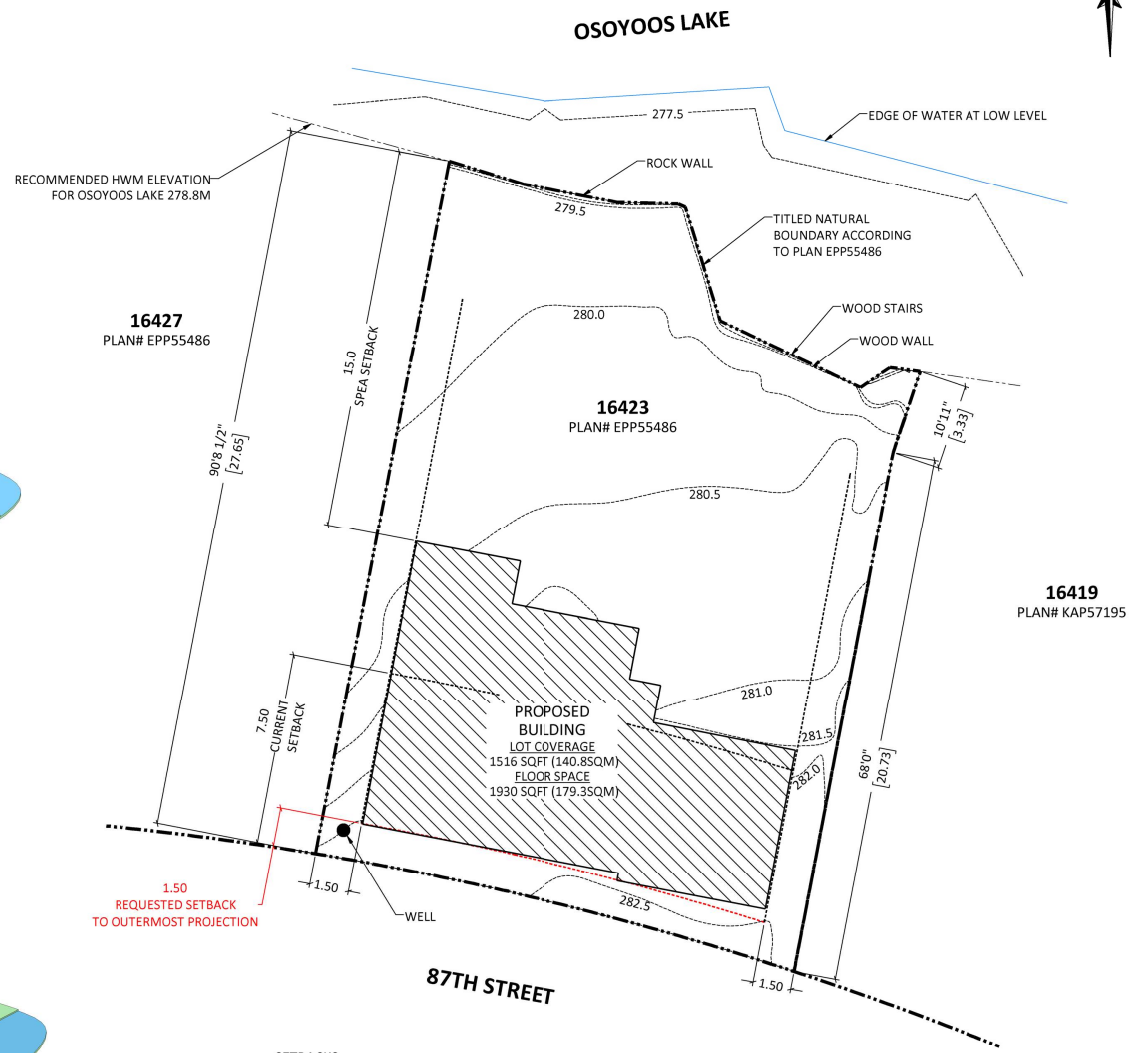 OSOYOOS LAKE
277.5
EDGE OF WATER AT LOW LEVEL
ROCK WALL
RECOMMENDED HWM ELEVATION
FOR OSOYOOS LAKE 278.8M
279.5
TITLED NATURAL
BOUNDARY ACCORDING
TO PLAN EPP55486
16427
PLAN# EPP55486
280.0
WOOD STAIRS
WOOD WALL
15.0
SPEA SETBACK
16423
PLAN# EPP55486
10'11"
[3.33]
90'8 1/2"
[27.65]
280.5
16419
PLAN# KAP57195
281.0
7.50
CURRENT
SETBACK
PROPOSED
BUILDING
LOT COVERAGE
1516 SQFT (140.8SQM)
FLOOR SPACE
1930 SQFT (179.3SQM)
281.5
282.0
68'0"
[20.73]
1.50
REQUESTED SETBACK
TO OUTERMOST PROJECTION
1.50
WELL
282.5
87TH STREET
1.50